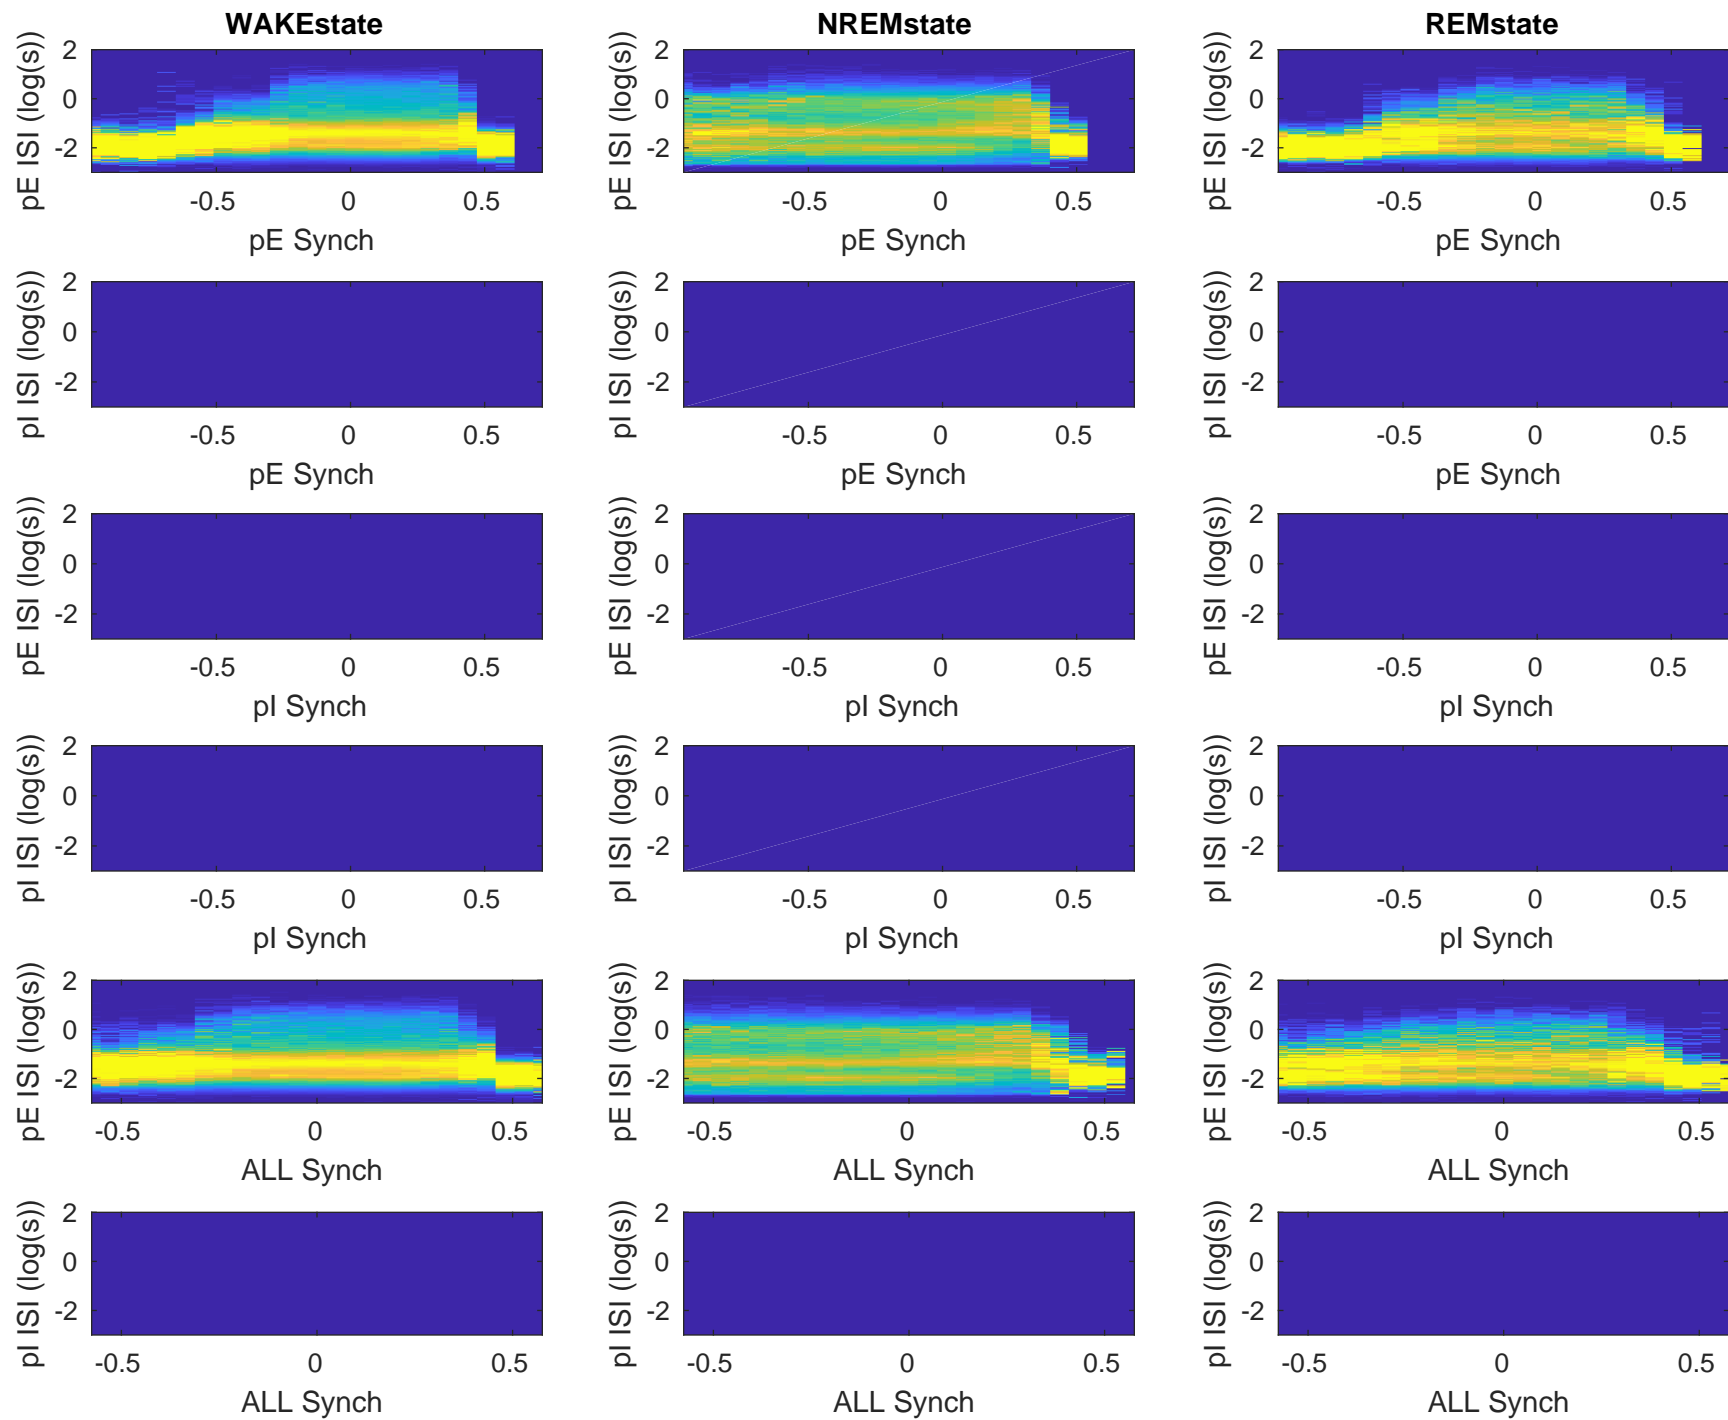 WAKEstate NREMstate REMstate
pE ISI (log(s)) 2 0 -2 pE ISI (log(s)) 2 0 -2 pE ISI (log(s)) 2 0 -2
-0.5 0 0.5 -0.5 0 0.5 -0.5 0 0.5
pE Synch pE Synch pE Synch
pI ISI (log(s)) 2 0 -2 pI ISI (log(s)) 2 0 -2 pI ISI (log(s)) 2 0 -2
-0.5 0 0.5 -0.5 0 0.5 -0.5 0 0.5
pE Synch pE Synch pE Synch
pE ISI (log(s)) 2 0 -2 pE ISI (log(s)) 2 0 -2 pE ISI (log(s)) 2 0 -2
-0.5 0 0.5 -0.5 0 0.5 -0.5 0 0.5
pI Synch pI Synch pI Synch
pI ISI (log(s)) 2 0 -2 pI ISI (log(s)) 2 0 -2 pI ISI (log(s)) 2 0 -2
-0.5 0 0.5 -0.5 0 0.5 -0.5 0 0.5
pI Synch pI Synch pI Synch
pE ISI (log(s)) 2 0 -2 pE ISI (log(s)) 2 0 -2 pE ISI (log(s)) 2 0 -2
-0.5 0 0.5 -0.5 0 0.5 -0.5 0 0.5
ALL Synch ALL Synch ALL Synch
pI ISI (log(s)) 2 0 -2 pI ISI (log(s)) 2 0 -2 pI ISI (log(s)) 2 0 -2
-0.5 0 0.5 -0.5 0 0.5 -0.5 0 0.5
ALL Synch ALL Synch ALL Synch